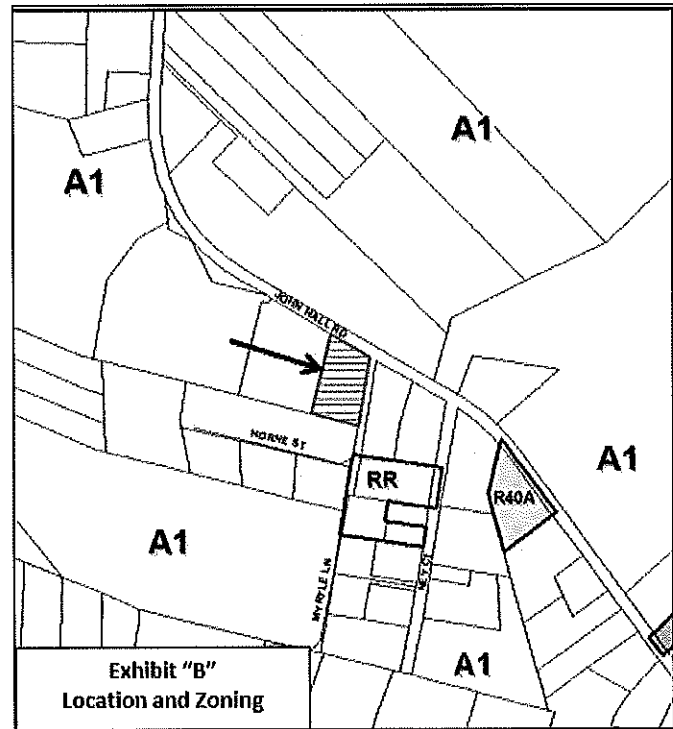 A1
A1
JOHN HALL RD
HORNE ST
RR
A1
R40A
A1
MYRTLE LN
A1
Exhibit "B"
Location and Zoning